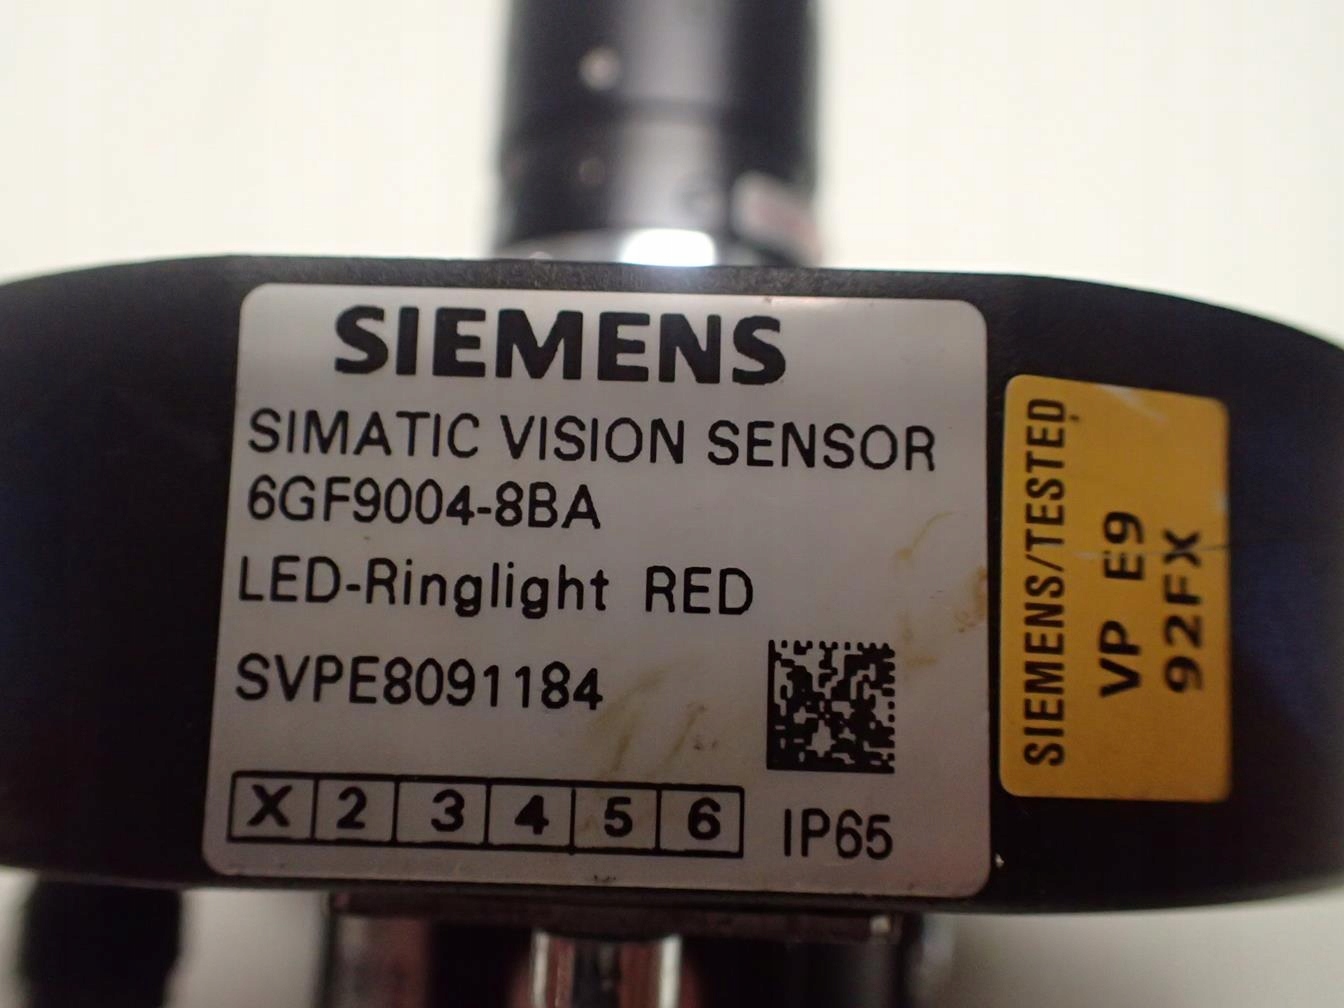 SIEMENS
SIMATIC VISION SENSOR
6GF9004-8BA
LED-Ringlight RED
SVPE8091184
X 2 3 4 5 6
IP65
SIEMENS/TESTED
VP E9
92FX